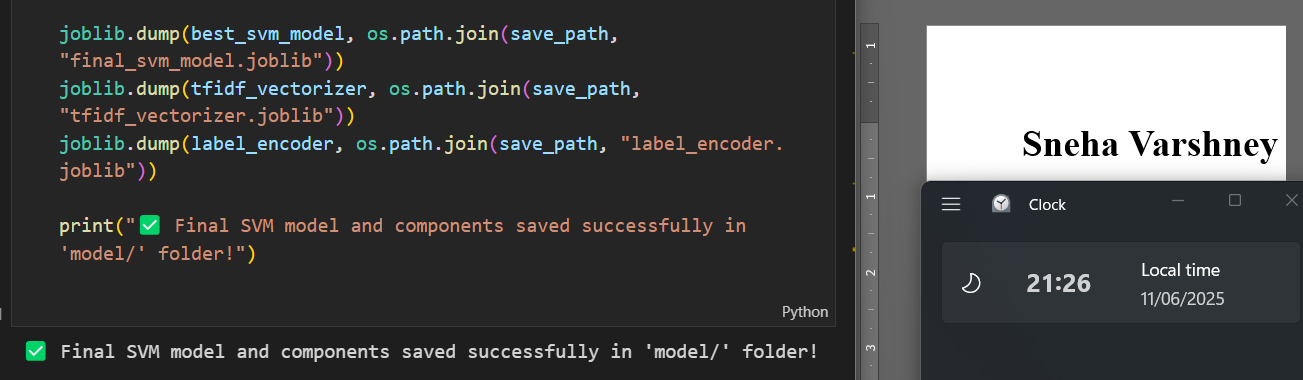 joblib.dump(best_svm_model, os.path.join(save_path,
"final_svm_model.joblib"))
joblib.dump(tfidf_vectorizer, os.path.join(save_path,
"tfidf_vectorizer.joblib"))
joblib.dump(label_encoder, os.path.join(save_path, "label_encoder.
joblib"))
print("✅ Final SVM model and components saved successfully in
'model/' folder!")
Python
✅ Final SVM model and components saved successfully in 'model/' folder!
1
1
2
3
Sneha Varshney
Clock
21:26
Local time
11/06/2025